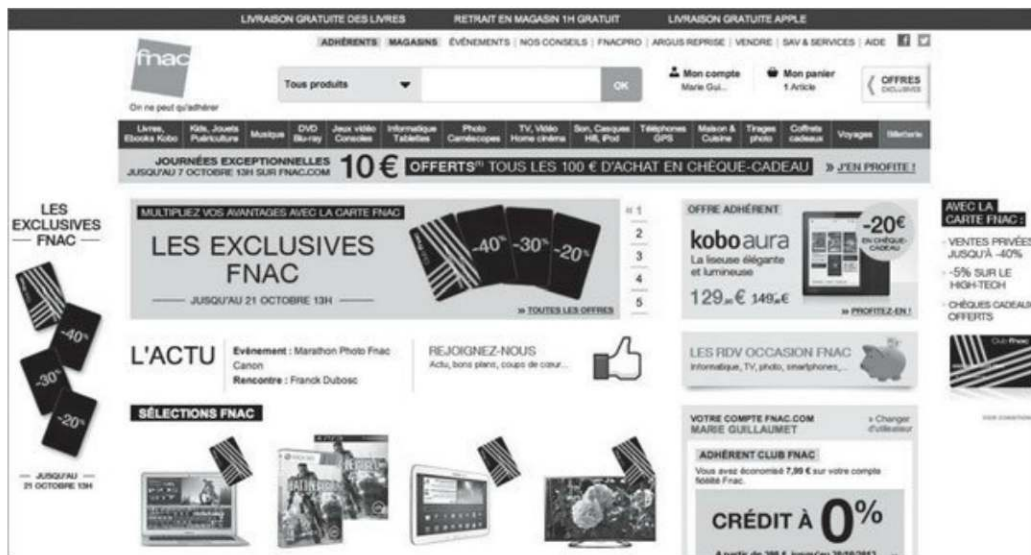 LIVRAISON GRATUITE DES LIVRES RETRAIT EN MAGASIN 1H GRATUIT LIVRAISON GRATUITE APPLE
ADHÉRENTS MAGASINS ÉVÉNEMENTS | NOS CONSEILS | FNACPRO | ARGUS REPRISE | VENDRE | SAV & SERVICES | AIDE
fnac
On ne peut qu'adhérer
Tous produits OK
Mon compte
Marie Gui...
Mon panier
1 Article
OFFRES
EXCLUSIVES
Livres, Ebooks Kobo
Kids, Jouets Puériculture
Musique
DVD Blu-ray
Jeux vidéo Consoles
Informatique Tablettes
Photo Caméscopes
TV, Vidéo Home cinéma
Son, Casques Hifi, iPod
Téléphones GPS
Maison & Cuisine
Tirages photo
Coffrets cadeaux
Voyages
Billetterie
JOURNÉES EXCEPTIONNELLES
JUSQU'AU 7 OCTOBRE 13H SUR FNAC.COM
10 € OFFERTS(1) TOUS LES 100 € D'ACHAT EN CHÈQUE-CADEAU » J'EN PROFITE !
LES
EXCLUSIVES
FNAC
-40%
-30%
-20%
JUSQU'AU
21 OCTOBRE 13H
MULTIPLIEZ VOS AVANTAGES AVEC LA CARTE FNAC
LES EXCLUSIVES
FNAC
JUSQU'AU 21 OCTOBRE 13H
-40% -30% -20%
» TOUTES LES OFFRES
« 1
2
3
4
5
OFFRE ADHÉRENT
kobo aura
La liseuse élégante
et lumineuse
129,90€ 149,90€
-20€
EN CHÈQUE-
CADEAU
» PROFITEZ-EN !
AVEC LA
CARTE FNAC :
- VENTES PRIVÉES
JUSQU'À -40%
- -5% SUR LE
HIGH-TECH
- CHÈQUES CADEAUX
OFFERTS
Club fnac
L'ACTU
Evénement : Marathon Photo Fnac
Canon
Rencontre : Franck Dubosc
REJOIGNEZ-NOUS
Actu, bons plans, coups de cœur...
LES RDV OCCASION FNAC
Informatique, TV, photo, smartphones,...
SÉLECTIONS FNAC
VOTRE COMPTE FNAC.COM
MARIE GUILLAUMET
» Changer
d'utilisateur
ADHÉRENT CLUB FNAC
Vous avez économisé 7,99 € sur votre compte
fidélité Fnac.
CRÉDIT À 0%